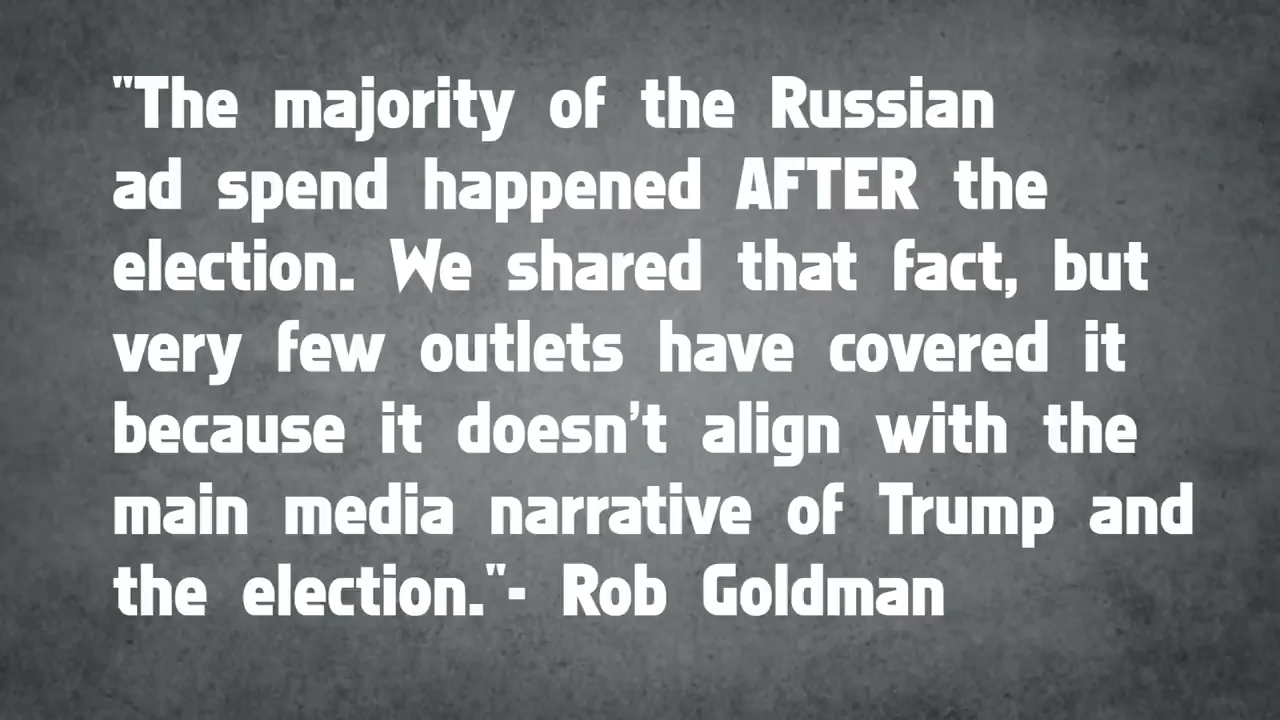 "The majority of the Russian
ad spend happened AFTER the
election. We shared that fact, but
very few outlets have covered it
because it doesn't align with the
main media narrative of Trump and
the election."- Rob Goldman